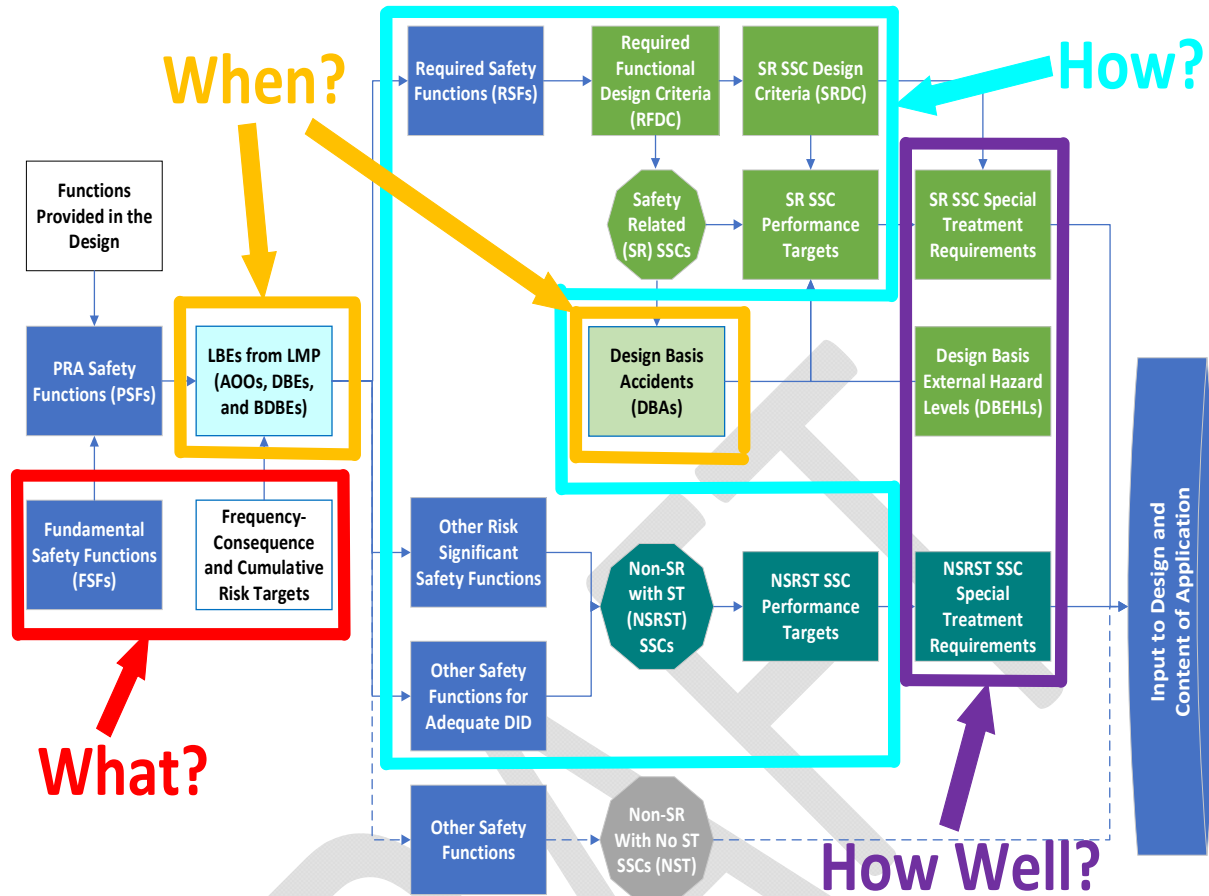 When?
How?
What?
How Well?
Functions
Provided in the
Design
PRA Safety
Functions (PSFs)
Fundamental
Safety Functions
(FSFs)
LBEs from LMP
(AOOs, DBEs,
and BDBEs)
Frequency-
Consequence
and Cumulative
Risk Targets
Required Safety
Functions (RSFs)
Required
Functional
Design Criteria
(RFDC)
SR SSC Design
Criteria (SRDC)
Safety
Related
(SR) SSCs
SR SSC
Performance
Targets
SR SSC Special
Treatment
Requirements
Design Basis
Accidents
(DBAs)
Design Basis
External Hazard
Levels (DBEHLs)
Other Risk
Significant
Safety Functions
Other Safety
Functions for
Adequate DID
Non-SR
with ST
(NSRST)
SSCs
NSRST SSC
Performance
Targets
NSRST SSC
Special
Treatment
Requirements
Other Safety
Functions
Non-SR
With No ST
SSCs (NST)
Input to Design and
Content of Application
DRAFT